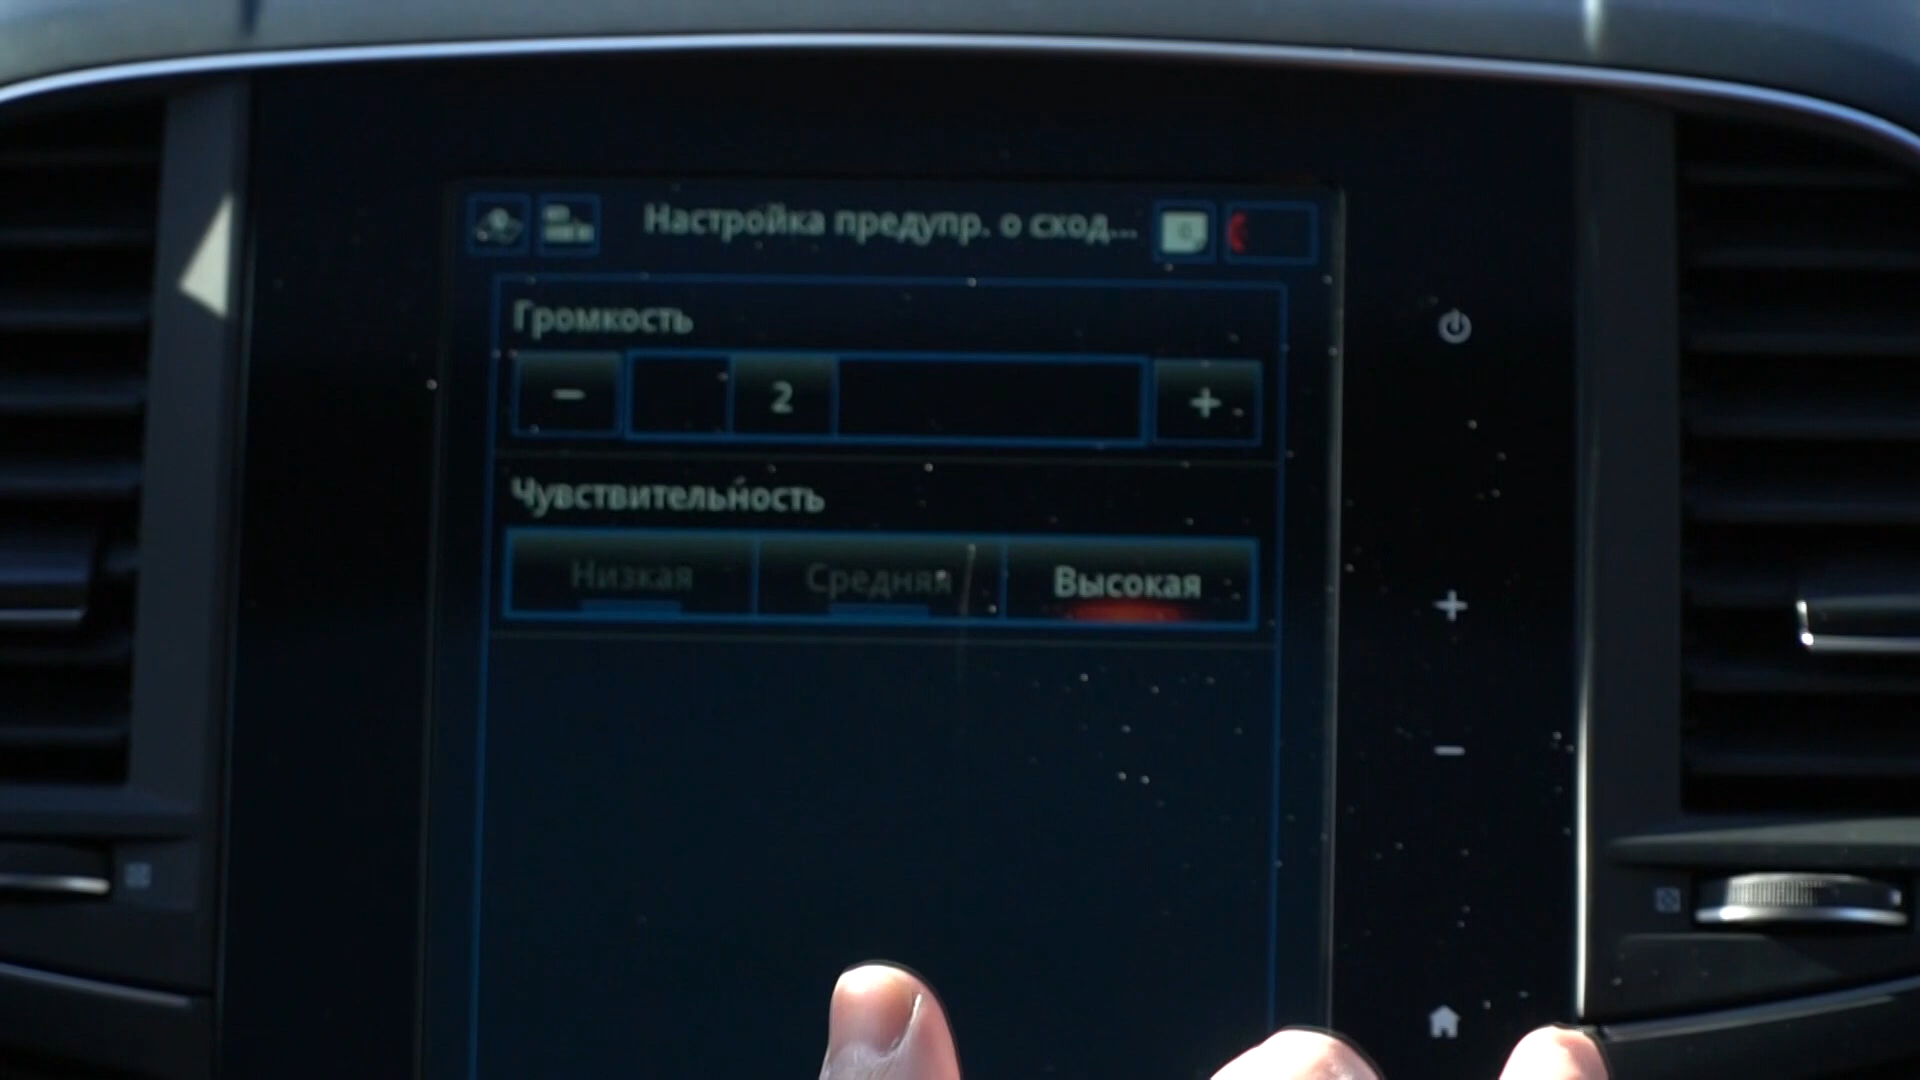 Настройка предупр. о сход...
Громкость
− 2 +
Чувствительность
Низкая Средняя Высокая
+
−